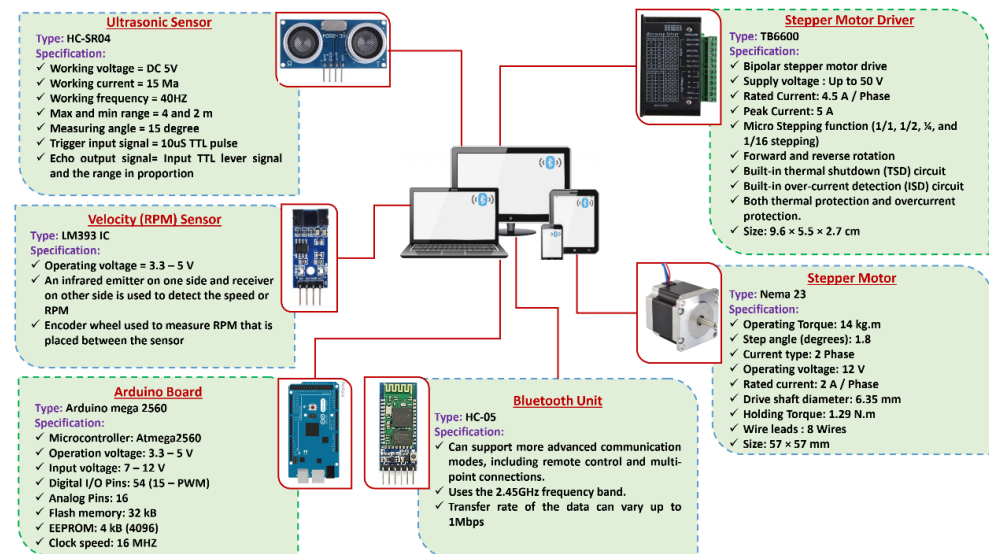 Ultrasonic Sensor
Type: HC-SR04
Specification:
✓ Working voltage = DC 5V
✓ Working current = 15 Ma
✓ Working frequency = 40HZ
✓ Max and min range = 4 and 2 m
✓ Measuring angle = 15 degree
✓ Trigger input signal = 10uS TTL pulse
✓ Echo output signal= Input TTL lever signal
and the range in proportion
HC-SR04
Stepper Motor Driver
Type: TB6600
Specification:
✓ Bipolar stepper motor drive
✓ Supply voltage : Up to 50 V
✓ Rated Current: 4.5 A / Phase
✓ Peak Current: 5 A
✓ Micro Stepping function (1/1, 1/2, ¼, and
1/16 stepping)
✓ Forward and reverse rotation
✓ Built-in thermal shutdown (TSD) circuit
✓ Built-in over-current detection (ISD) circuit
✓ Both thermal protection and overcurrent
protection.
✓ Size: 9.6 × 5.5 × 2.7 cm
Velocity (RPM) Sensor
Type: LM393 IC
Specification:
✓ Operating voltage = 3.3 – 5 V
✓ An infrared emitter on one side and receiver
on other side is used to detect the speed or
RPM
✓ Encoder wheel used to measure RPM that is
placed between the sensor
Stepper Motor
Type: Nema 23
Specification:
✓ Operating Torque: 14 kg.m
✓ Step angle (degrees): 1.8
✓ Current type: 2 Phase
✓ Operating voltage: 12 V
✓ Rated current: 2 A / Phase
✓ Drive shaft diameter: 6.35 mm
✓ Holding Torque: 1.29 N.m
✓ Wire leads : 8 Wires
✓ Size: 57 × 57 mm
Arduino Board
Type: Arduino mega 2560
Specification:
✓ Microcontroller: Atmega2560
✓ Operation voltage: 3.3 – 5 V
✓ Input voltage: 7 – 12 V
✓ Digital I/O Pins: 54 (15 – PWM)
✓ Analog Pins: 16
✓ Flash memory: 32 kB
✓ EEPROM: 4 kB (4096)
✓ Clock speed: 16 MHZ
Bluetooth Unit
Type: HC-05
Specification:
✓ Can support more advanced communication
modes, including remote control and multi-
point connections.
✓ Uses the 2.45GHz frequency band.
✓ Transfer rate of the data can vary up to
1Mbps